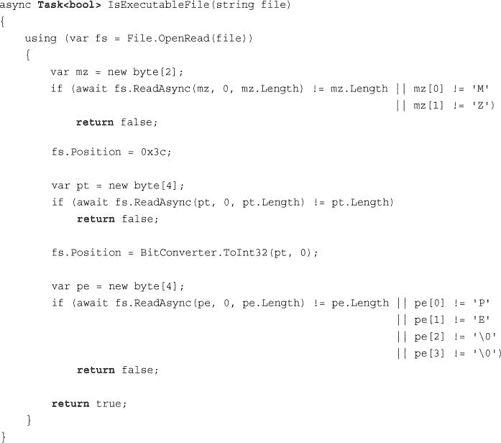 async Task<bool> IsExecutableFile(string file)
{
    using (var fs = File.OpenRead(file))
    {
        var mz = new byte[2];
        if (await fs.ReadAsync(mz, 0, mz.Length) != mz.Length || mz[0] != 'M'
                                                              || mz[1] != 'Z')
            return false;

        fs.Position = 0x3c;

        var pt = new byte[4];
        if (await fs.ReadAsync(pt, 0, pt.Length) != pt.Length)
            return false;

        fs.Position = BitConverter.ToInt32(pt, 0);

        var pe = new byte[4];
        if (await fs.ReadAsync(pe, 0, pe.Length) != pe.Length || pe[0] != 'P'
                                                              || pe[1] != 'E'
                                                              || pe[2] != '\0'
                                                              || pe[3] != '\0')
            return false;

        return true;
    }
}